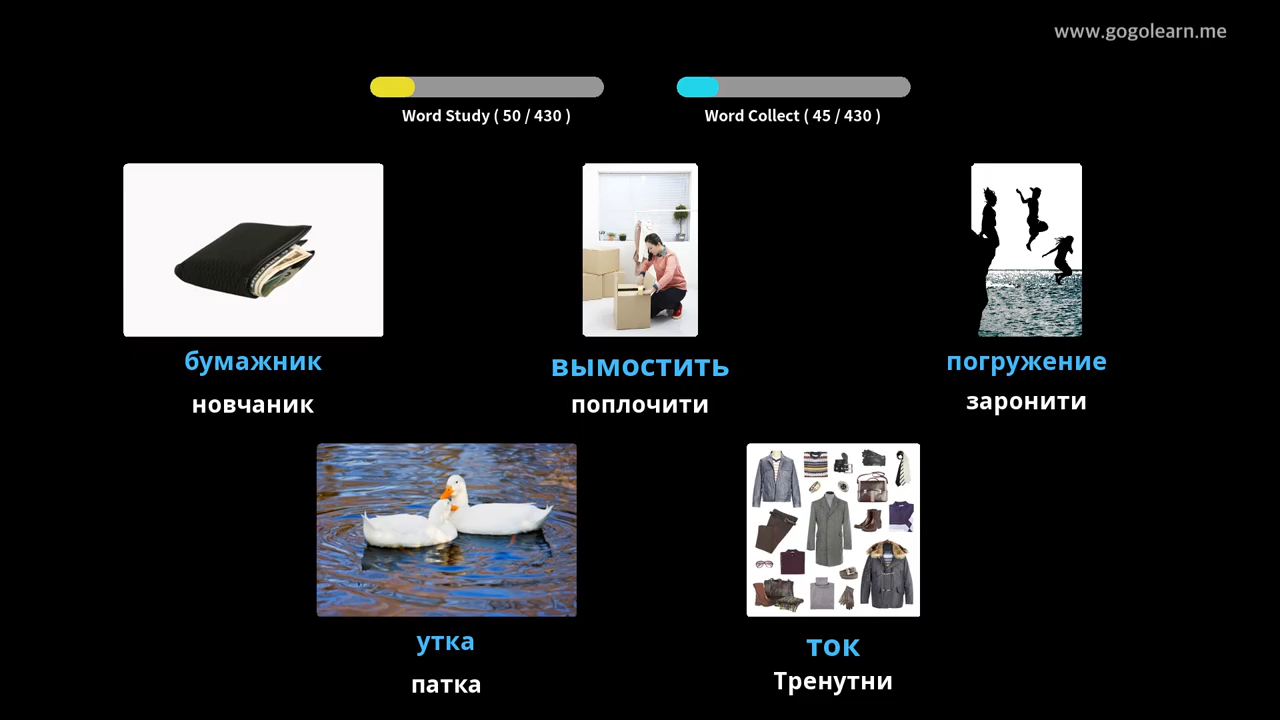 www.gogolearn.me
Word Study ( 50 / 430 )
Word Collect ( 45 / 430 )
бумажник
новчаник
вымостить
поплочити
погружение
заронити
утка
патка
ток
Тренутни